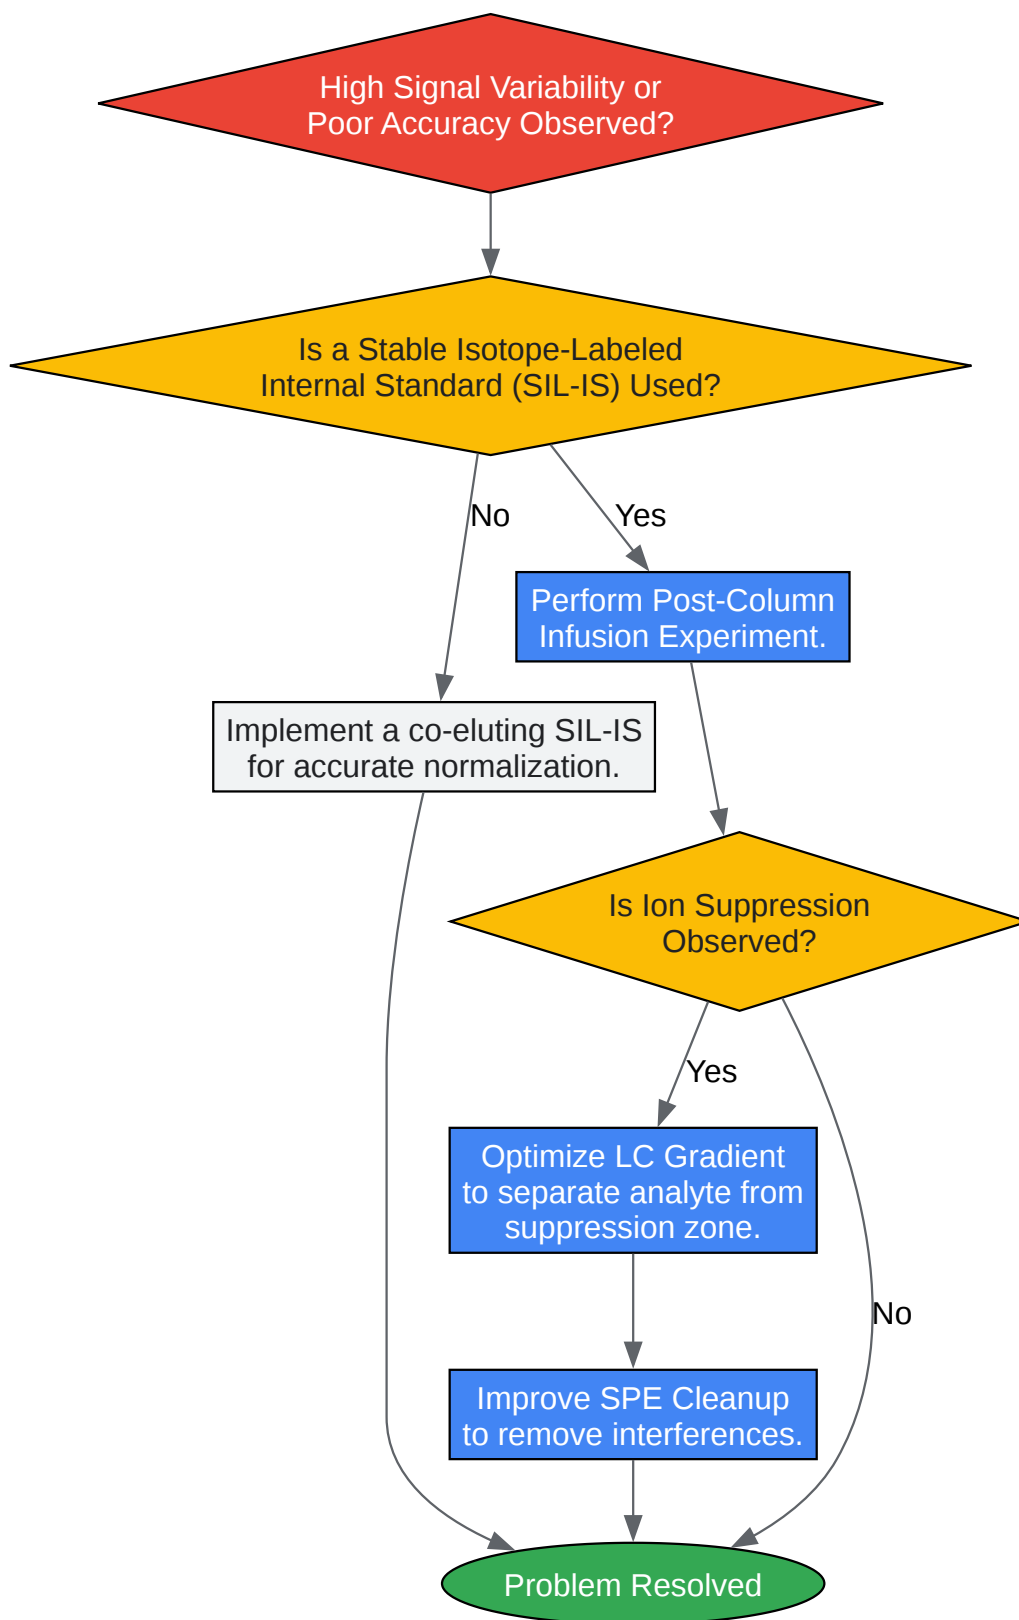 High Signal Variability or
Poor Accuracy Observed?
Is a Stable Isotope-Labeled
Internal Standard (SIL-IS) Used?
No
Yes
Perform Post-Column
Infusion Experiment.
Implement a co-eluting SIL-IS
for accurate normalization.
Is Ion Suppression
Observed?
Yes
Optimize LC Gradient
to separate analyte from
suppression zone.
No
Improve SPE Cleanup
to remove interferences.
Problem Resolved